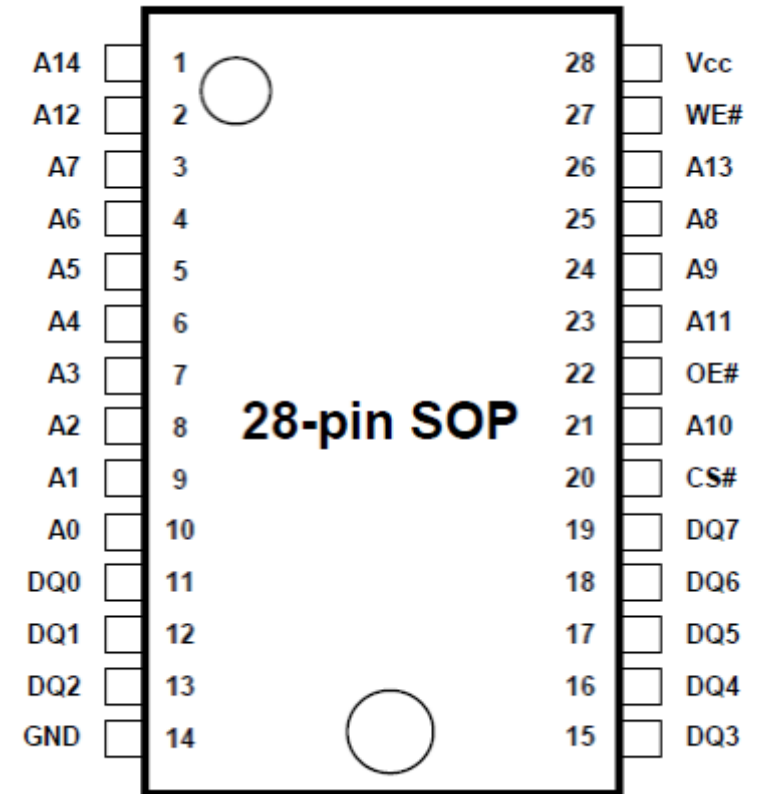 A14 1 28 Vcc
A12 2 27 WE#
A7 3 26 A13
A6 4 25 A8
A5 5 24 A9
A4 6 23 A11
A3 7 22 OE#
A2 8 28-pin SOP 21 A10
A1 9 20 CS#
A0 10 19 DQ7
DQ0 11 18 DQ6
DQ1 12 17 DQ5
DQ2 13 16 DQ4
GND 14 15 DQ3